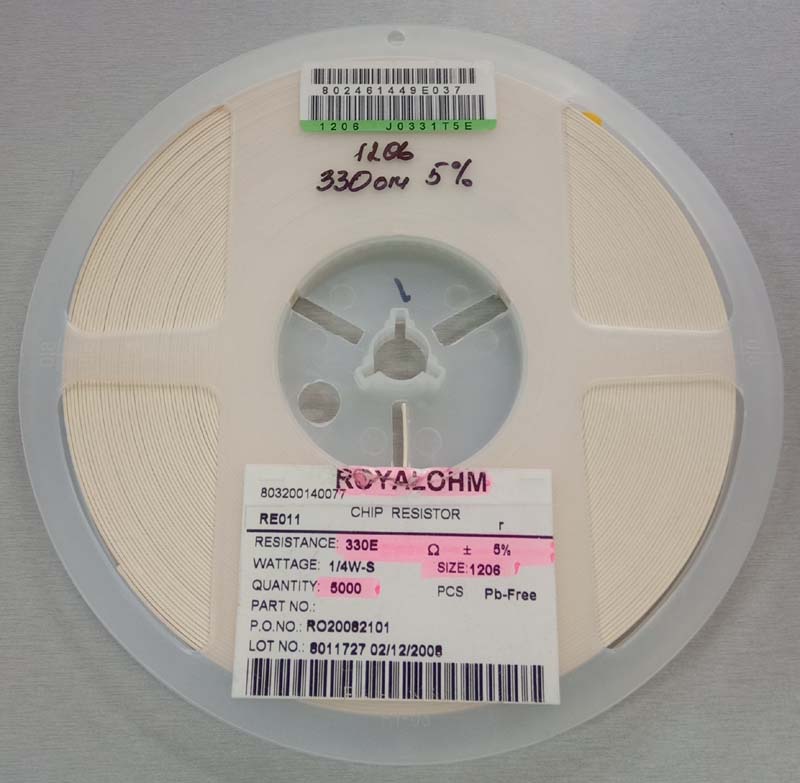 802461449E037
1206 J0331T5E
1206
330 ом 5%
ROYALOHM
803200140077
CHIP RESISTOR
RE011 r
RESISTANCE: 330E Ω ± 5%
WATTAGE: 1/4W-S SIZE: 1206
QUANTITY: 5000 PCS Pb-Free
PART NO.:
P.O.NO.: RO20082101
LOT NO.: 8011727 02/12/2008